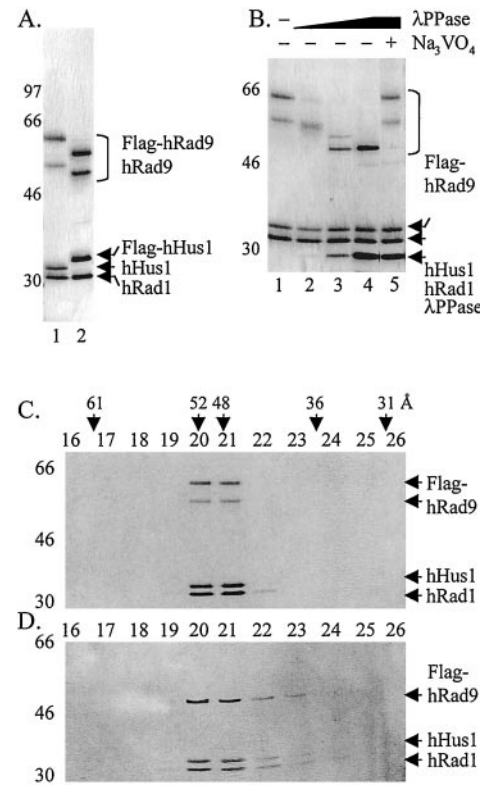 A.
97
66
46
30
Flag-hRad9
hRad9
Flag-hHus1
hHus1
hRad1
1 2
B.
– λPPase
– – – – + Na₃VO₄
66
46
30
Flag-
hRad9
hHus1
hRad1
λPPase
1 2 3 4 5
C.
61 52 48 36 31 Å
16 17 18 19 20 21 22 23 24 25 26
66
46
30
Flag-
hRad9
hHus1
hRad1
D.
16 17 18 19 20 21 22 23 24 25 26
66
46
30
Flag-
hRad9
hHus1
hRad1